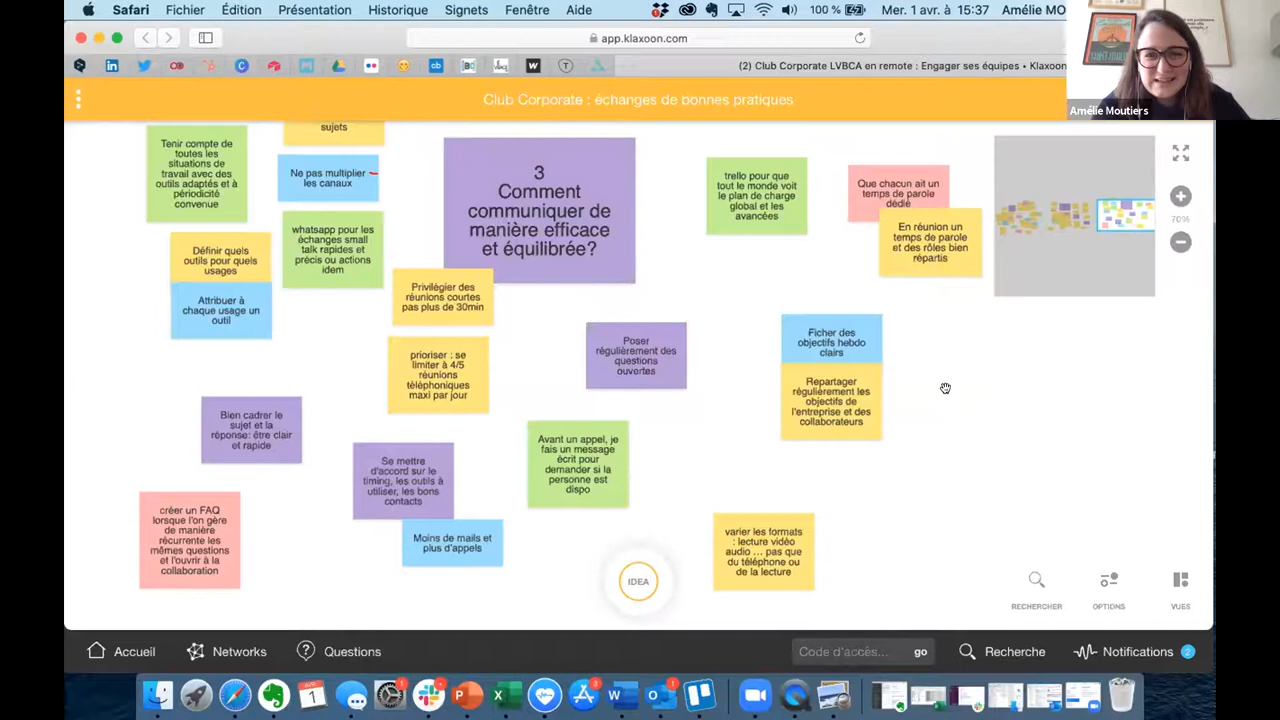 Safari Fichier Édition Présentation Historique Signets Fenêtre Aide
100 % Mer. 1 avr. à 15:37 Amélie MO
app.klaxoon.com
(2) Club Corporate LVBCA en remote : Engager ses équipes • Klaxoo
Club Corporate : échanges de bonnes pratiques
Amélie Moutiers
sujets
Tenir compte de
toutes les
situations de
travail avec des
outils adaptés et à
périodicité
convenue
Ne pas multiplier
les canaux
whatsapp pour les
échanges small
talk rapides et
précis ou actions
idem
Définir quels
outils pour quels
usages
Attribuer à
chaque usage un
outil
3
Comment
communiquer de
manière efficace
et équilibrée?
Privilégier des
réunions courtes
pas plus de 30min
prioriser : se
limiter à 4/5
réunions
téléphoniques
maxi par jour
Poser
régulièrement des
questions
ouvertes
trello pour que
tout le monde voit
le plan de charge
global et les
avancées
Que chacun ait un
temps de parole
dédié
En réunion un
temps de parole
et des rôles bien
répartis
70%
Ficher des
objectifs hebdo
clairs
Repartager
régulièrement les
objectifs de
l'entreprise et des
collaborateurs
Bien cadrer le
sujet et la
réponse: être clair
et rapide
Se mettre
d'accord sur le
timing, les outils à
utiliser, les bons
contacts
Moins de mails et
plus d'appels
Avant un appel, je
fais un message
écrit pour
demander si la
personne est
dispo
créer un FAQ
lorsque l'on gère
de manière
récurrente les
mêmes questions
et l'ouvrir à la
collaboration
varier les formats
: lecture vidéo
audio ... pas que
du téléphone ou
de la lecture
IDEA
RECHERCHER OPTIONS VUES
Accueil Networks Questions Code d'accès... go Recherche Notifications 2